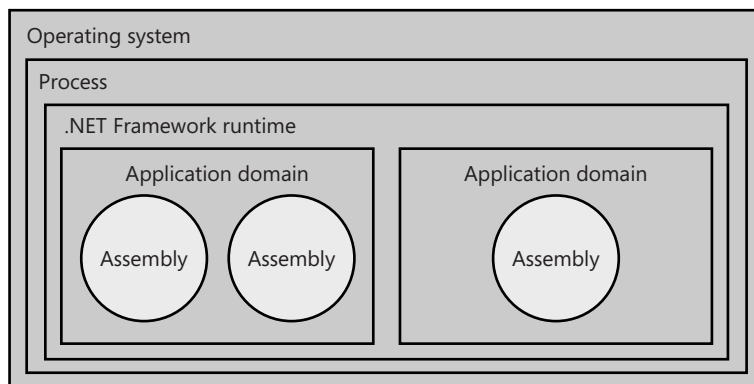 Operating system
Process
.NET Framework runtime
Application domain
Application domain
Assembly
Assembly
Assembly